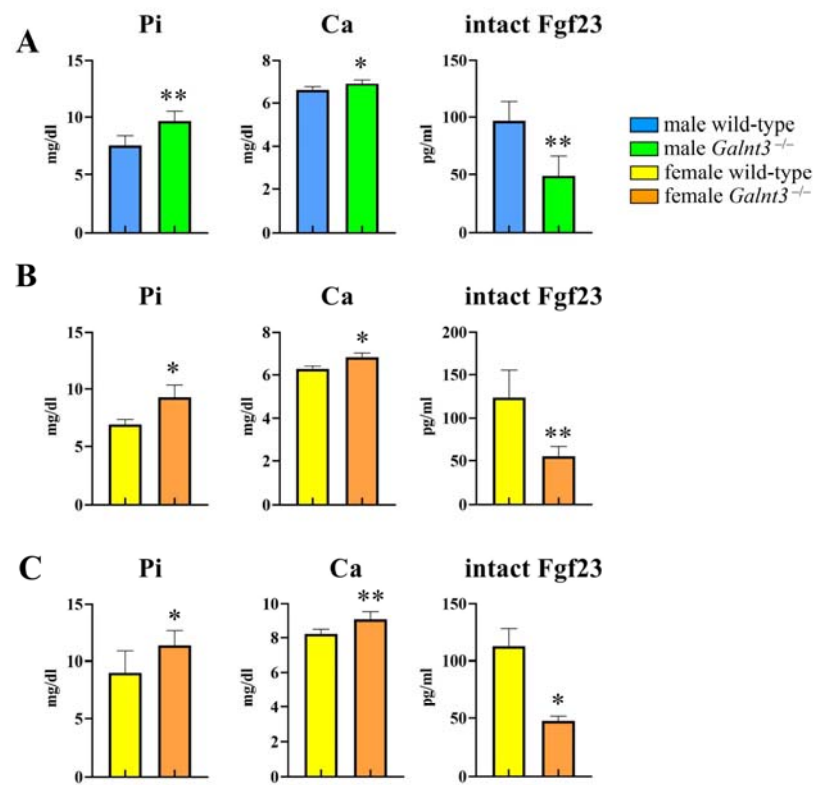 A
Pi
Ca
intact Fgf23
mg/dl
15
10
5
0
**
mg/dl
8
6
4
2
0
*
pg/ml
150
100
50
0
**
male wild-type
male Galnt3 −/−
female wild-type
female Galnt3 −/−
B
Pi
Ca
intact Fgf23
mg/dl
15
10
5
0
*
mg/dl
8
6
4
2
0
*
pg/ml
200
150
100
50
0
**
C
Pi
Ca
intact Fgf23
mg/dl
15
10
5
0
*
mg/dl
10
8
6
4
2
0
**
pg/ml
150
100
50
0
*